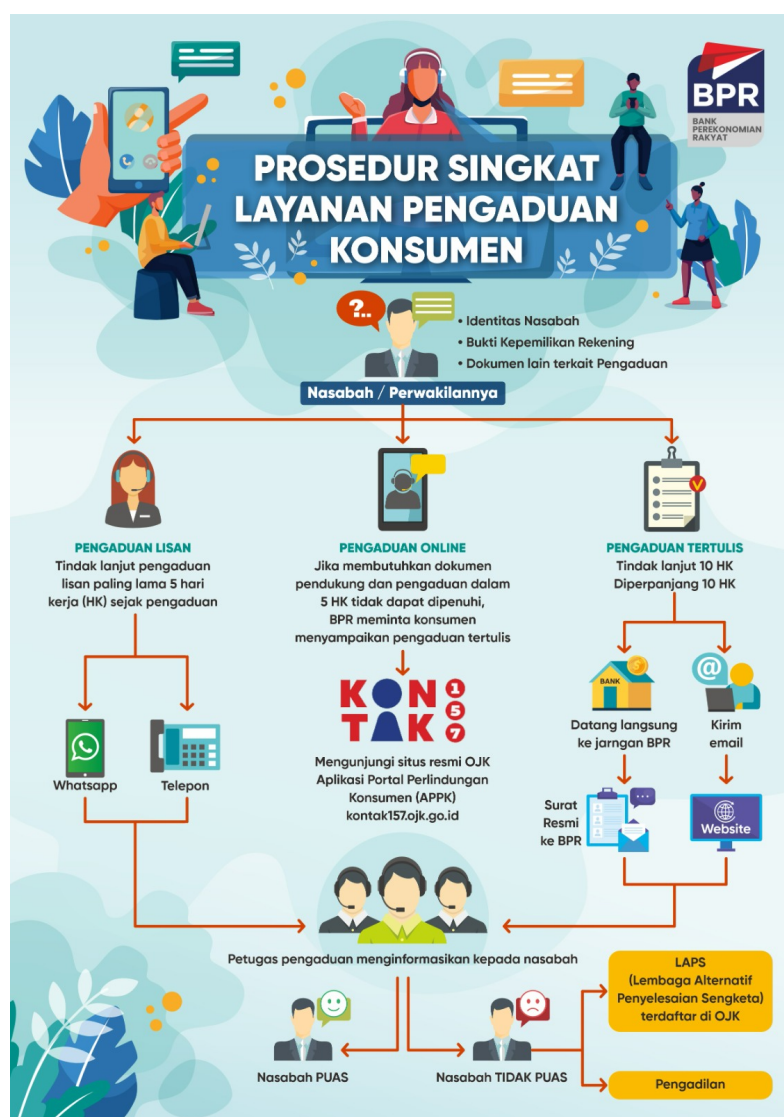 BPR
BANK
PEREKONOMIAN
RAKYAT
PROSEDUR SINGKAT
LAYANAN PENGADUAN
KONSUMEN
?..
• Identitas Nasabah
• Bukti Kepemilikan Rekening
• Dokumen lain terkait Pengaduan
Nasabah / Perwakilannya
PENGADUAN LISAN
Tindak lanjut pengaduan
lisan paling lama 5 hari
kerja (HK) sejak pengaduan
Whatsapp
Telepon
PENGADUAN ONLINE
Jika membutuhkan dokumen
pendukung dan pengaduan dalam
5 HK tidak dapat dipenuhi,
BPR meminta konsumen
menyampaikan pengaduan tertulis
KONTAK 157
Mengunjungi situs resmi OJK
Aplikasi Portal Perlindungan
Konsumen (APPK)
kontak157.ojk.go.id
V
PENGADUAN TERTULIS
Tindak lanjut 10 HK
Diperpanjang 10 HK
$
BANK
Datang langsung
ke jarngan BPR
@
Kirim
email
Surat
Resmi
ke BPR
Website
Petugas pengaduan menginformasikan kepada nasabah
Nasabah PUAS
Nasabah TIDAK PUAS
LAPS
(Lembaga Alternatif
Penyelesaian Sengketa)
terdaftar di OJK
Pengadilan